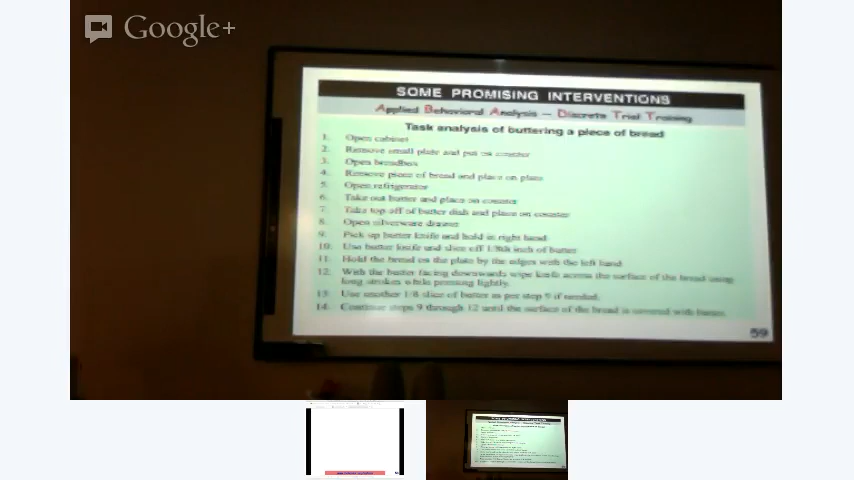 Google+
SOME PROMISING INTERVENTIONS
Applied Behavioral Analysis – Discrete Trial Training
Task analysis of buttering a piece of bread
1. Open cabinet
2. Remove small plate and put on counter
3. Open breadbox
4. Remove piece of bread and place on plate
5. Open refrigerator
6. Take out butter and place on counter
7. Take top off of butter dish and place on counter
8. Open silverware drawer
9. Pick up butter knife and hold in right hand
10. Use butter knife and slice off 1/8th inch of butter
11. Hold the bread on the plate by the edges with the left hand
12. With the butter facing downwards wipe knife across the surface of the bread using
long strokes while pressing lightly.
13. Use another 1/8 slice of butter as per step 9 if needed.
14. Continue steps 9 through 12 until the surface of the bread is covered with butter.
59